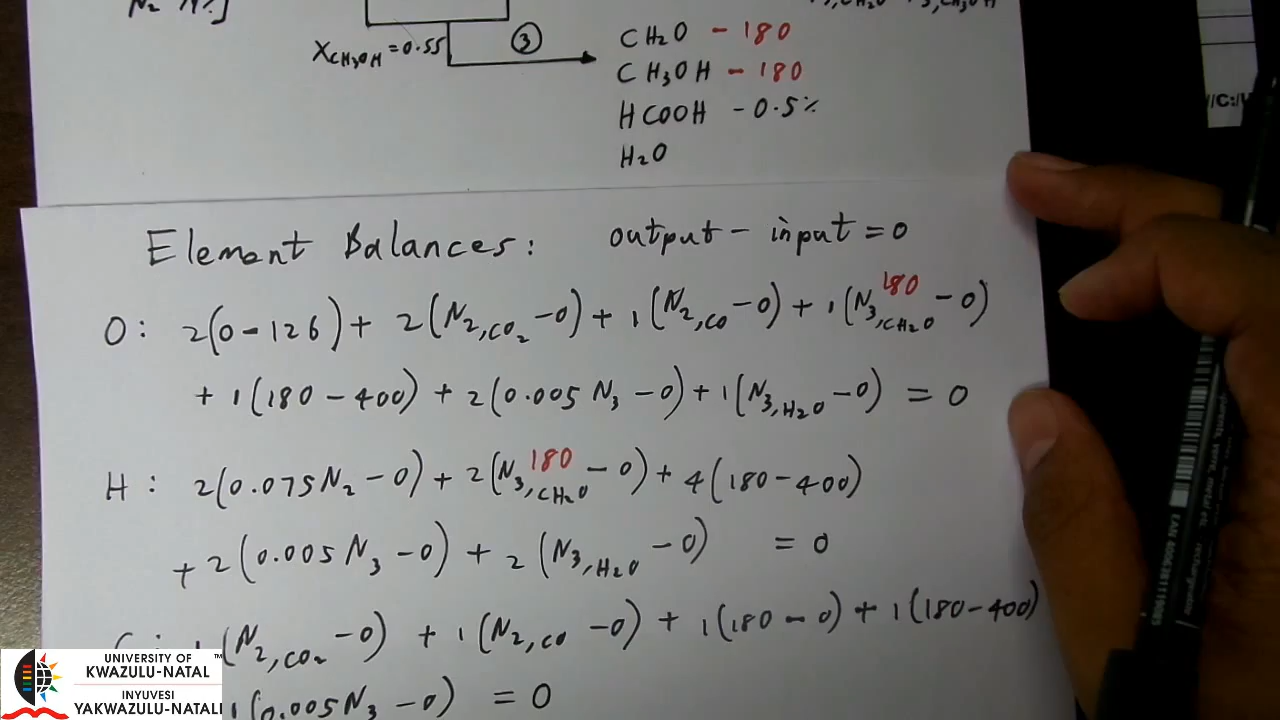 N₂
X_CH₃OH = 0.55 ③
CH₂O - 180
CH₃OH - 180
HCOOH - 0.5%
H₂O
//C:/
Element Balances: output - input = 0
O: 2(0-126) + 2(N₂,CO₂ - 0) + 1(N₂,CO - 0) + 1(N₃,CH₂O 180 - 0)
+ 1(180 - 400) + 2(0.005 N₃ - 0) + 1(N₃,H₂O - 0) = 0
H: 2(0.075N₂ - 0) + 2(N₃,CH₂O 180 - 0) + 4(180 - 400)
+ 2(0.005 N₃ - 0) + 2(N₃,H₂O - 0) = 0
(N₂,CO₂ - 0) + 1(N₂,CO - 0) + 1(180 - 0) + 1(180-400)
1(0.005N₃ - 0) = 0
UNIVERSITY OF ™
KWAZULU-NATAL
INYUVESI
YAKWAZULU-NATALI